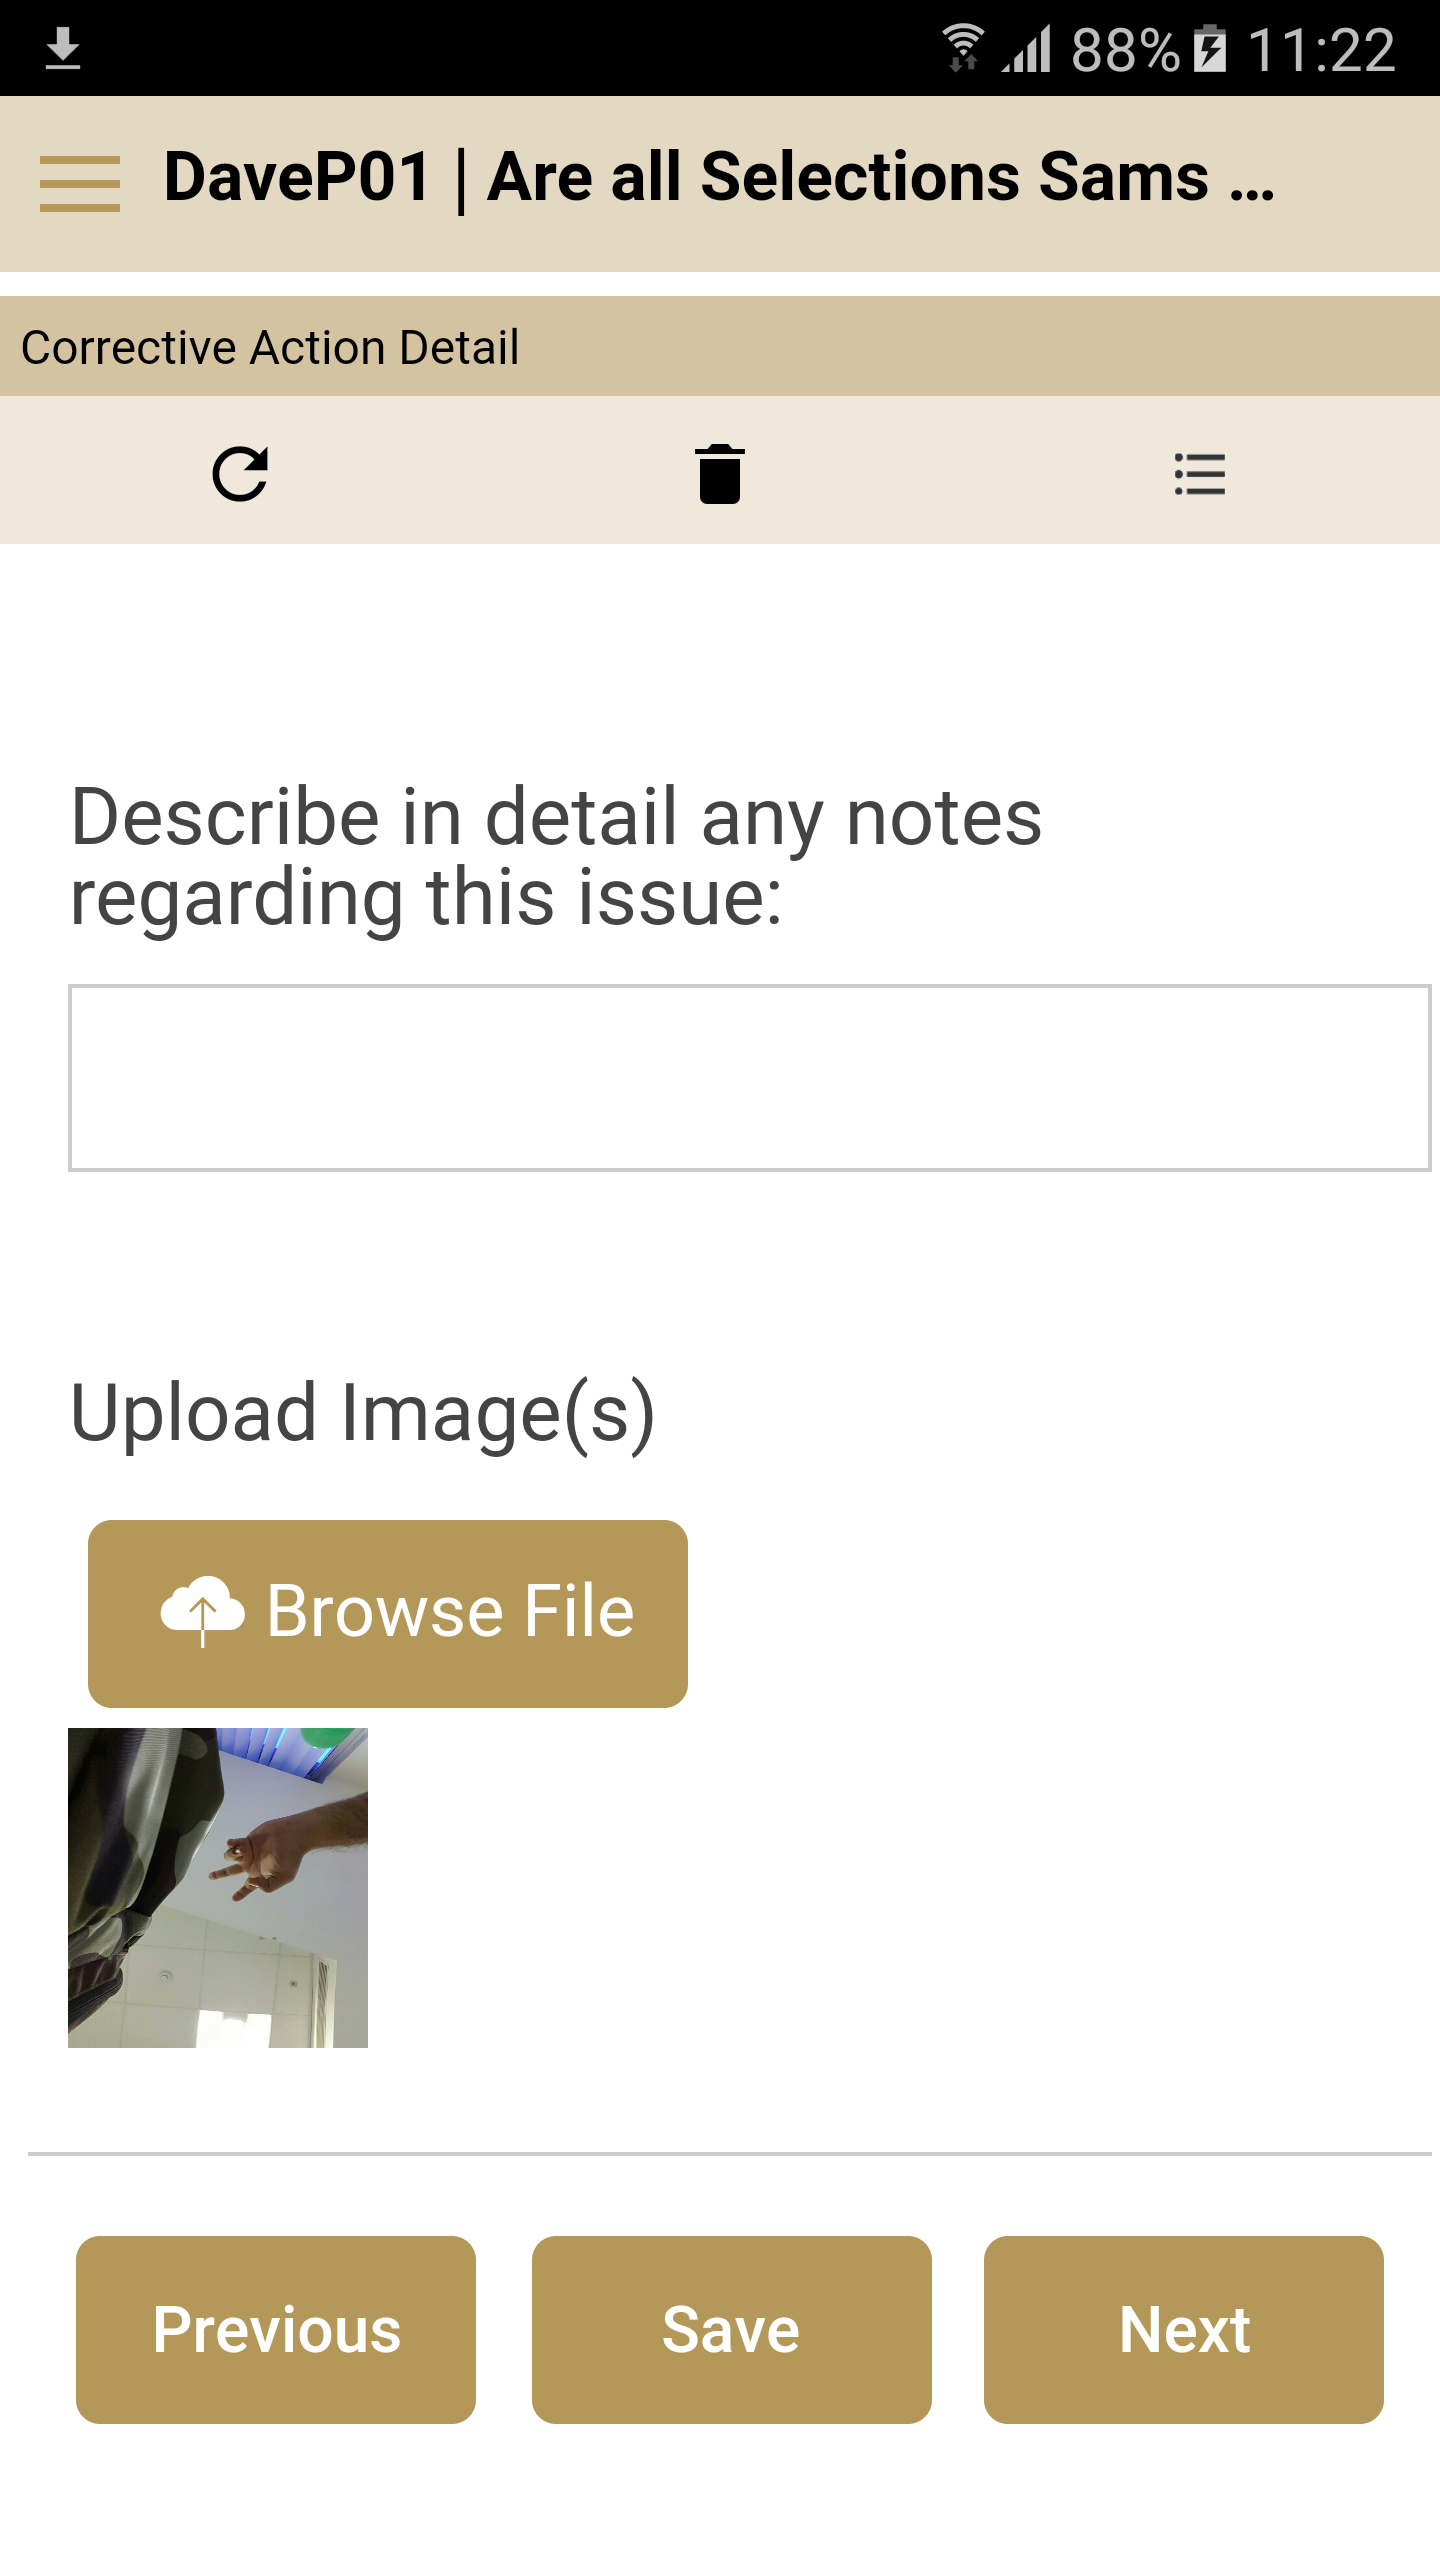 88% 11:22
DaveP01 | Are all Selections Sams ...
Corrective Action Detail
Describe in detail any notes
regarding this issue:
Upload Image(s)
Browse File
Previous Save Next